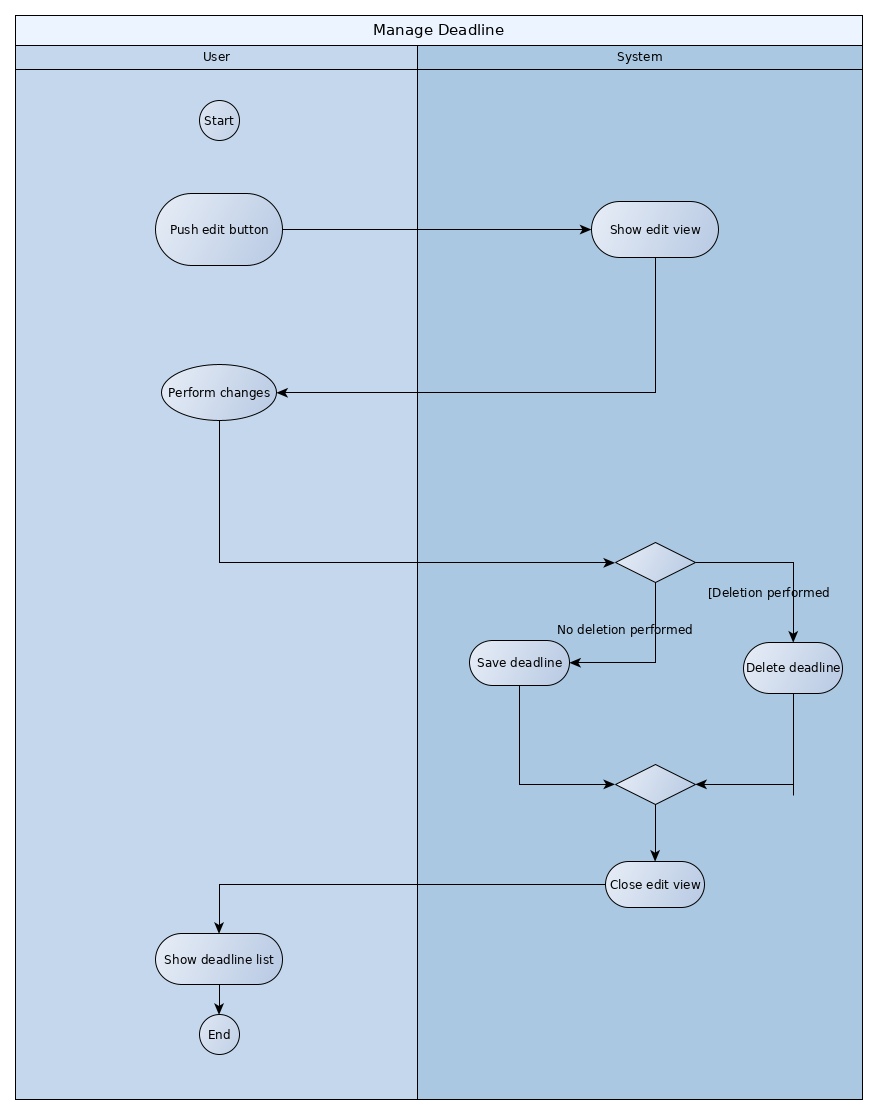 Manage Deadline
User
System
Start
Push edit button
Show edit view
Perform changes
[Deletion performed
No deletion performed
Save deadline
Delete deadline
Close edit view
Show deadline list
End